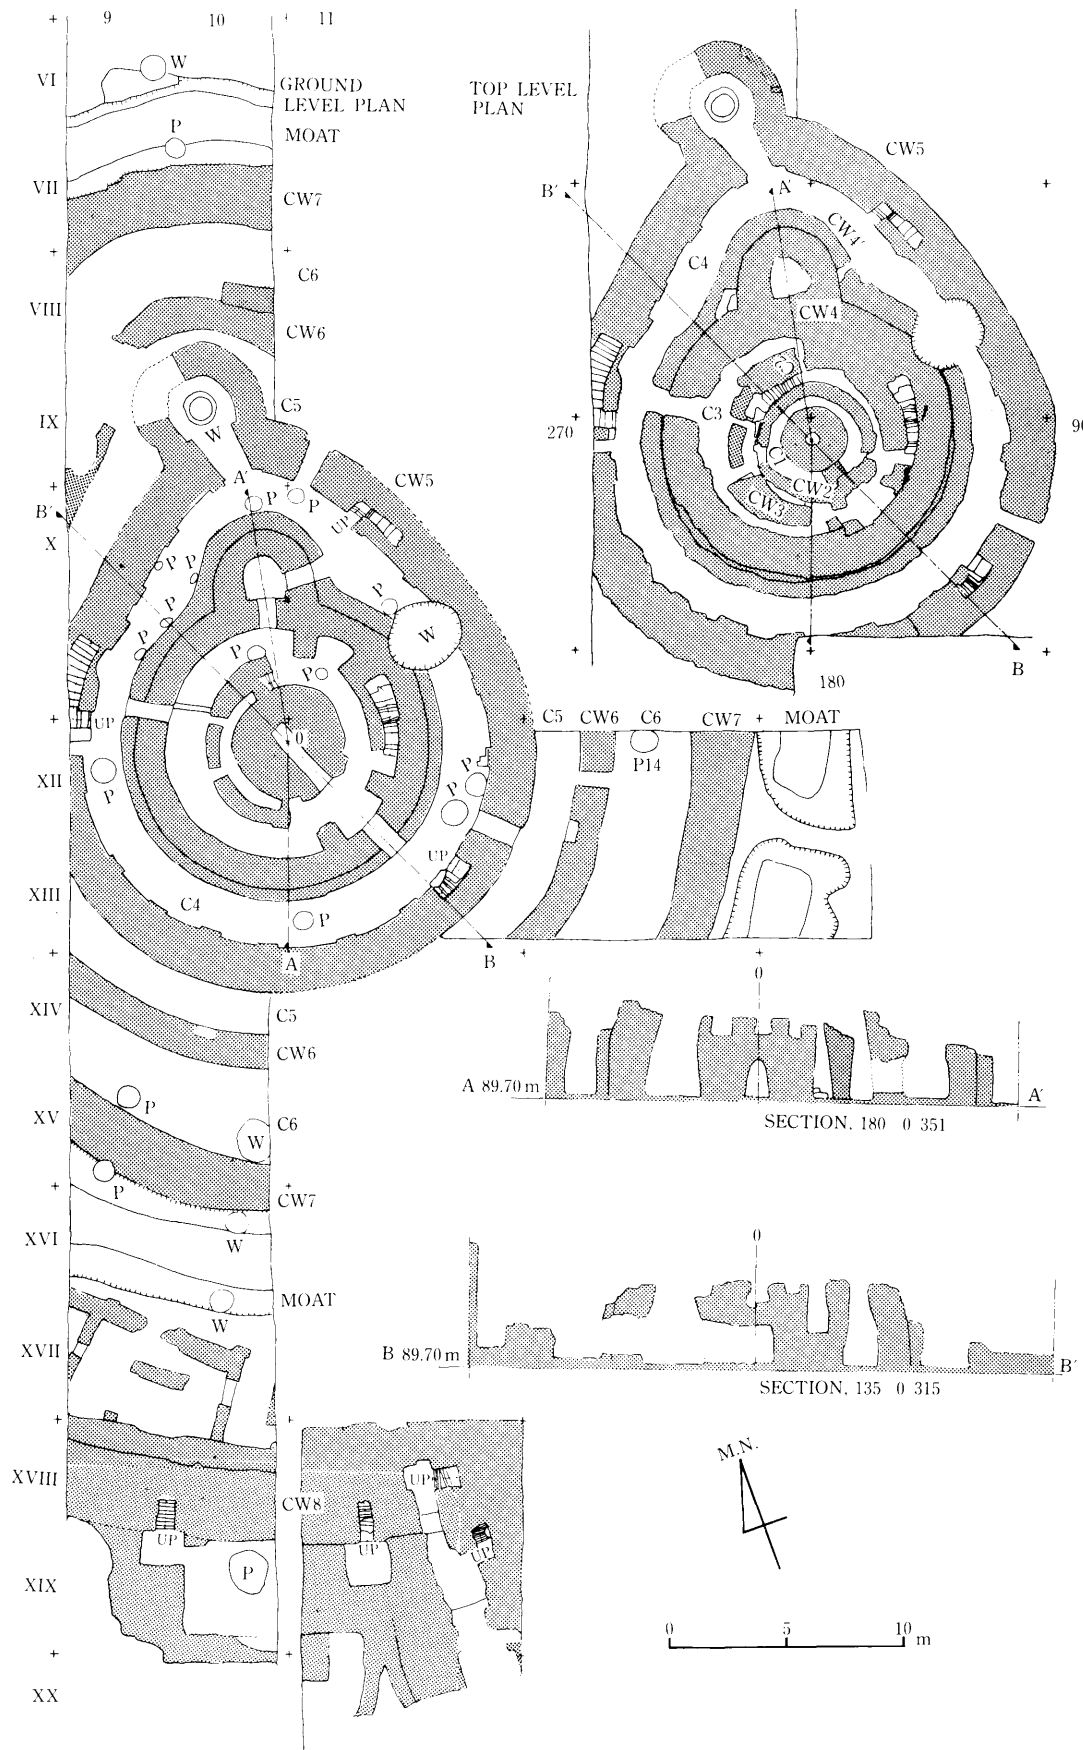 9 10 11
VI
W
GROUND
LEVEL PLAN
P
MOAT
VII
CW7
C6
VIII
CW6
C5
IX
W
A′
CW5
B′
P P
UP
X
P P
P
P
P
W
P P
UP
0
P
XII
P
P
UP
XIII
C4
P
A
B
XIV
C5
CW6
P
XV
C6
W
P
CW7
XVI
W
MOAT
W
XVII
XVIII
UP
CW8
UP
UP
UP
XIX
P
XX
TOP LEVEL
PLAN
CW5
B′
A′
CW4′
C4
CW4
C3
270
90
C1
CW2
CW3
B
180
C5 CW6 C6 CW7 MOAT
P14
0
A 89.70 m
A′
SECTION. 180 0 351
0
B 89.70 m
B′
SECTION. 135 0 315
M.N.
0 5 10 m